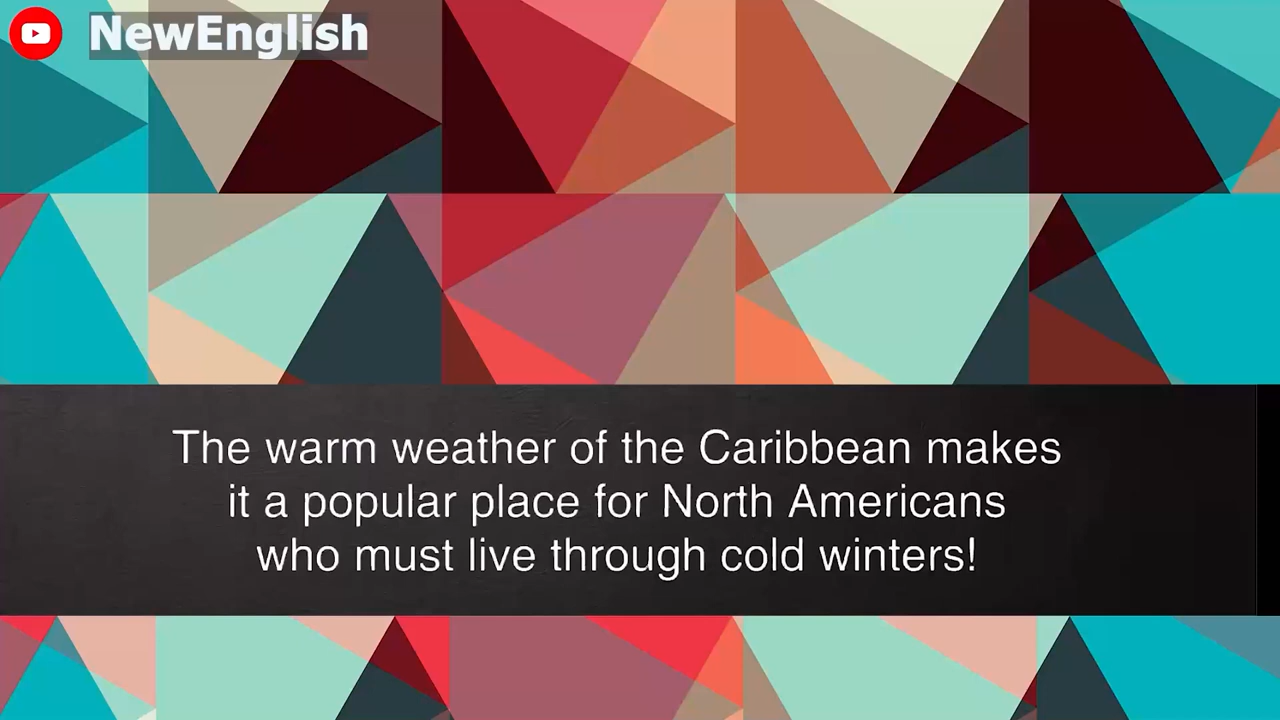 NewEnglish
The warm weather of the Caribbean makes
it a popular place for North Americans
who must live through cold winters!